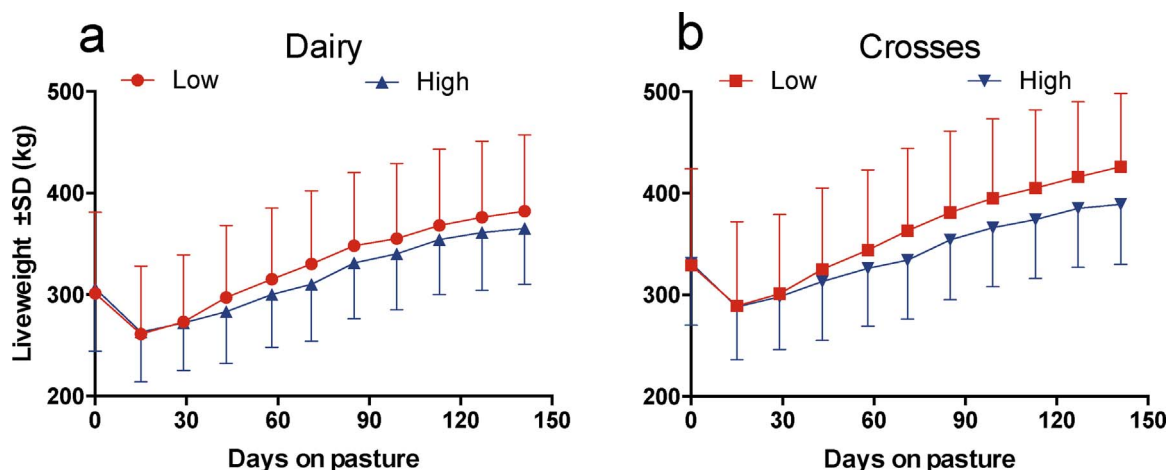 a Dairy
Low High
Liveweight ±SD (kg)
500
400
300
200
0 30 60 90 120 150
Days on pasture
b Crosses
Low High
500
400
300
200
0 30 60 90 120 150
Days on pasture